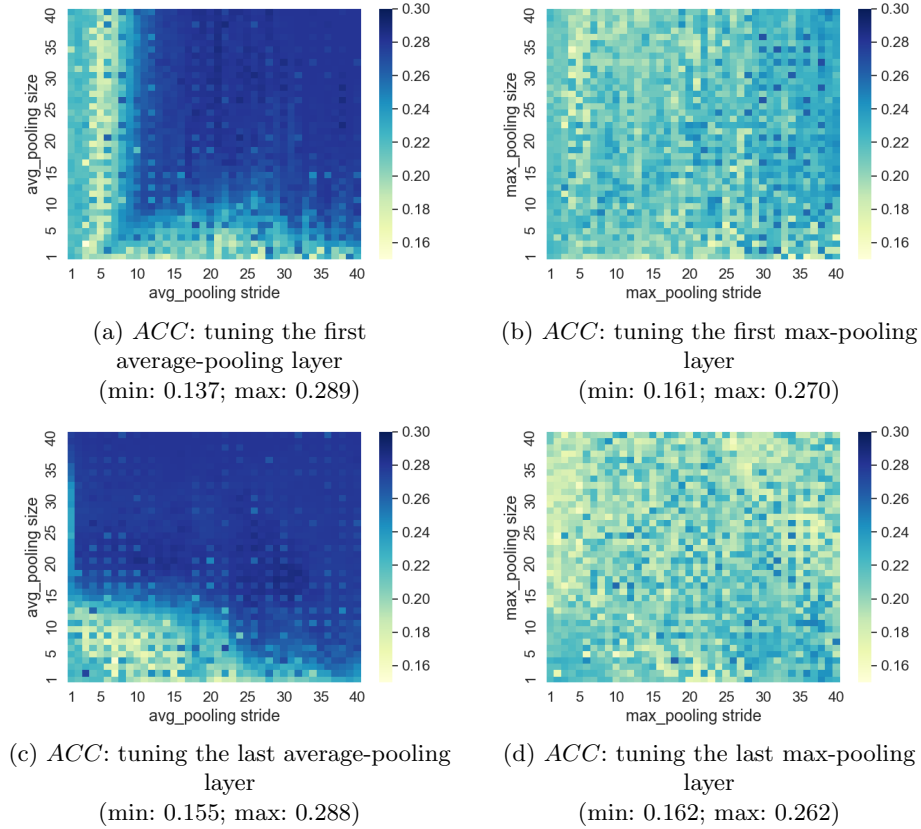 0.30
0.28
0.26
0.24
0.22
0.20
0.18
0.16
40
35
30
25
20
15
10
5
1
avg_pooling size
1 5 10 15 20 25 30 35 40
avg_pooling stride
(a) ACC: tuning the first
average-pooling layer
(min: 0.137; max: 0.289)
0.30
0.28
0.26
0.24
0.22
0.20
0.18
0.16
40
35
30
25
20
15
10
5
1
max_pooling size
1 5 10 15 20 25 30 35 40
max_pooling stride
(b) ACC: tuning the first max-pooling
layer
(min: 0.161; max: 0.270)
0.30
0.28
0.26
0.24
0.22
0.20
0.18
0.16
40
35
30
25
20
15
10
5
1
avg_pooling size
1 5 10 15 20 25 30 35 40
avg_pooling stride
(c) ACC: tuning the last average-pooling
layer
(min: 0.155; max: 0.288)
0.30
0.28
0.26
0.24
0.22
0.20
0.18
0.16
40
35
30
25
20
15
10
5
1
max_pooling size
1 5 10 15 20 25 30 35 40
max_pooling stride
(d) ACC: tuning the last max-pooling
layer
(min: 0.162; max: 0.262)